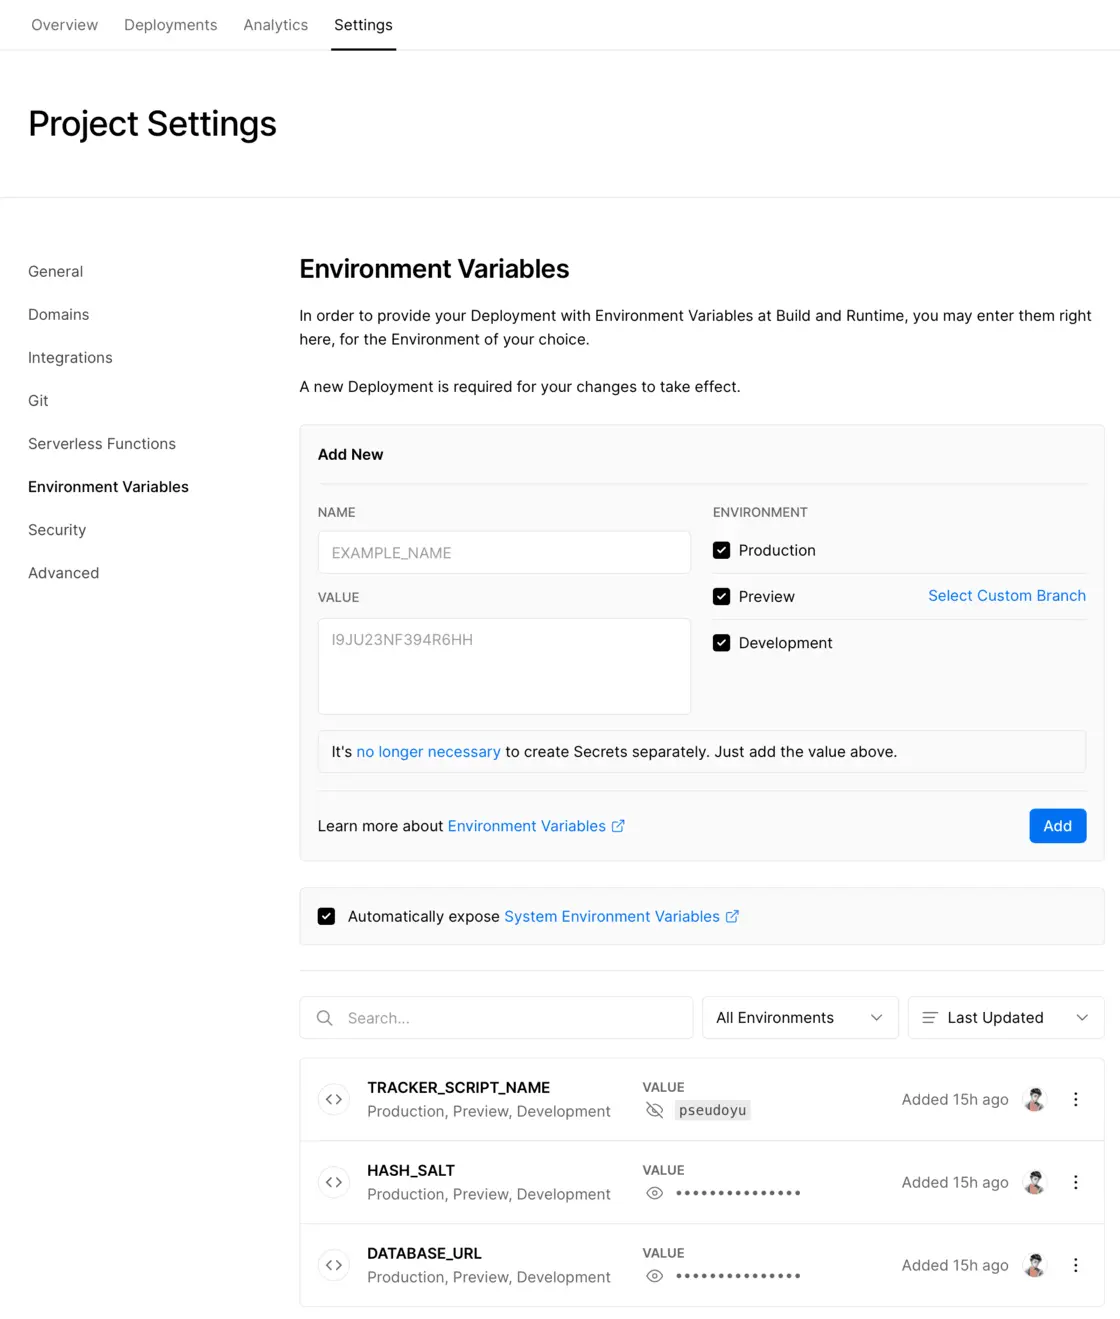 Overview Deployments Analytics Settings
Project Settings
General
Domains
Integrations
Git
Serverless Functions
Environment Variables
Security
Advanced
Environment Variables
In order to provide your Deployment with Environment Variables at Build and Runtime, you may enter them right
here, for the Environment of your choice.
A new Deployment is required for your changes to take effect.
Add New
NAME
EXAMPLE_NAME
VALUE
I9JU23NF394R6HH
ENVIRONMENT
Production
Preview Select Custom Branch
Development
It's no longer necessary to create Secrets separately. Just add the value above.
Learn more about Environment Variables
Add
Automatically expose System Environment Variables
Search...
All Environments
Last Updated
TRACKER_SCRIPT_NAME
Production, Preview, Development
VALUE
pseudoyu
Added 15h ago
HASH_SALT
Production, Preview, Development
VALUE
•••••••••••••••
Added 15h ago
DATABASE_URL
Production, Preview, Development
VALUE
•••••••••••••••
Added 15h ago